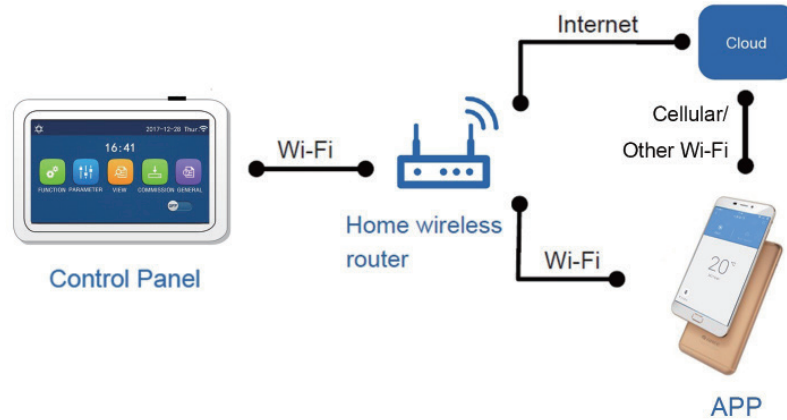 Internet
Cloud
Cellular/
Other Wi-Fi
2017-12-28 Thur
16:41
FUNCTION PARAMETER VIEW COMMISSION GENERAL
OFF
Wi-Fi
Home wireless
router
Control Panel
Wi-Fi
20°C
APP